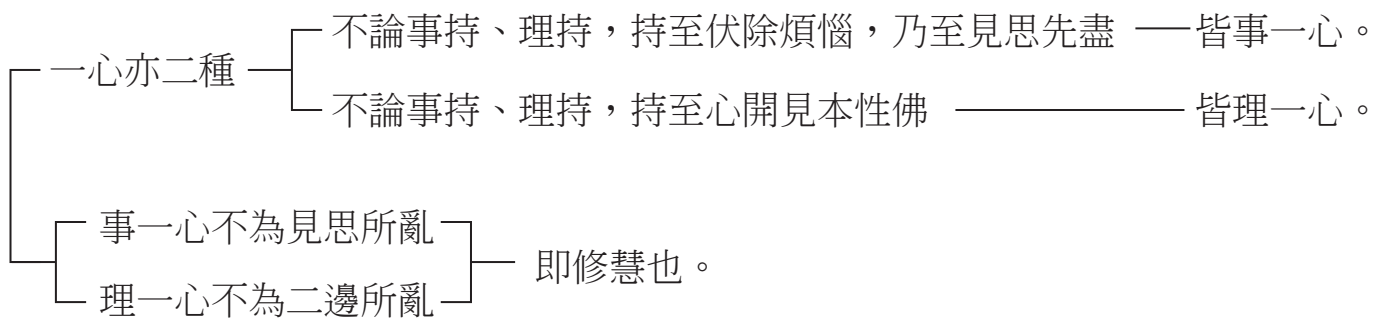 不論事持、理持，持至伏除煩惱，乃至見思先盡 皆事一心。
一心亦二種
不論事持、理持，持至心開見本性佛 皆理一心。
事一心不為見思所亂
即修慧也。
理一心不為二邊所亂